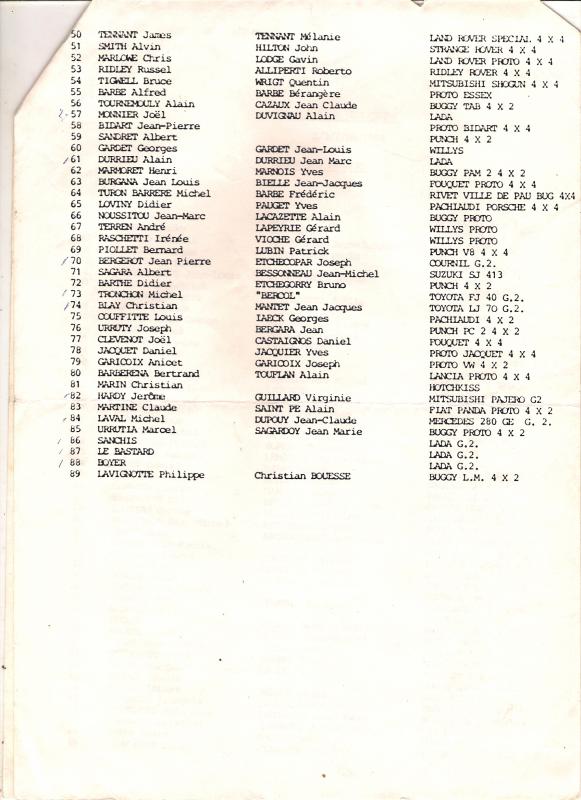 50 TENNANT James TENNANT Mélanie LAND ROVER SPECIAL 4 X 4
51 SMITH Alvin HILTON John STRANGE ROVER 4 X 4
52 MARLOWE Chris LODGE Gavin LAND ROVER PROTO 4 X 4
53 RIDLEY Russel ALLIPERTI Roberto RIDLEY ROVER 4 X 4
54 TIGWELL Bruce WRIGT Quentin MITSUBISHI SHOGUN 4 X 4
55 BARBE Alfred BARBE Bérangère PROTO ESSEX
56 TOURNEMOULY Alain CAZAUX Jean Claude BUGGY TAB 4 X 2
57 MONNIER Joël DUVIGNAU Alain LADA
58 BIDART Jean-Pierre PROTO BIDART 4 X 4
59 SANDRET Albert PUNCH 4 X 2
60 GARDET Georges GARDET Jean-Louis WILLYS
61 DURRIEU Alain DURRIEU Jean Marc LADA
62 MARMORET Henri MARNOIS Yves BUGGY PAM 2 4 X 2
63 BURGANA Jean Louis BIELLE Jean-Jacques FOUQUET PROTO 4 X 4
64 TURON BARRERE Michel BARBE Frédéric RIVET VILLE DE PAU BUG 4X4
65 LOVINY Didier PAUGET Yves PACHIAUDI PORSCHE 4 X 4
66 NOUSSITOU Jean-Marc LACAZETTE Alain BUGGY PROTO
67 TERREN André LAPEYRIE Gérard WILLYS PROTO
68 RASCHETTI Irénée VIOCHE Gérard WILLYS PROTO
69 PIOLLET Bernard LUBIN Patrick PUNCH V8 4 X 4
70 BERGEROT Jean Pierre ETCHECOPAR Joseph COURNIL G.2.
71 SAGARA Albert BESSONNEAU Jean-Michel SUZUKI SJ 413
72 BARTHE Didier ETCHEGORRY Bruno PUNCH 4 X 2
73 TRONCHON Michel "BERCOL" TOYOTA FJ 40 G.2.
74 BLAY Christian MANTET Jean Jacques TOYOTA LJ 70 G.2.
75 COUFFITTE Louis IAECK Georges PACHIAUDI 4 X 2
76 URRUTY Joseph BERGARA Jean PUNCH PC 2 4 X 2
77 CLEVENOT Joël CASTAIGNOS Daniel FOUQUET 4 X 4
78 JACQUET Daniel JACQUIER Yves PROTO JACQUET 4 X 4
79 GARICOIX Anicet GARICOIX Joseph PROTO VW 4 X 2
80 BARBERENA Bertrand TOUFLAN Alain LANCIA PROTO 4 X 4
81 MARIN Christian HOTCHKISS
82 HARDY Jerôme GUILLARD Virginie MITSUBISHI PAJERO G2
83 MARTINE Claude SAINT PE Alain FIAT PANDA PROTO 4 X 2
84 LAVAL Michel DUPOUY Jean-Claude MERCEDES 280 GE G. 2.
85 URRUTIA Marcel SAGARDOY Jean Marie BUGGY PROTO 4 X 2
86 SANCHIS LADA G.2.
87 LE BASTARD LADA G.2.
88 BOYER LADA G.2.
89 LAVIGNOTTE Philippe Christian BOUESSE BUGGY L.M. 4 X 2